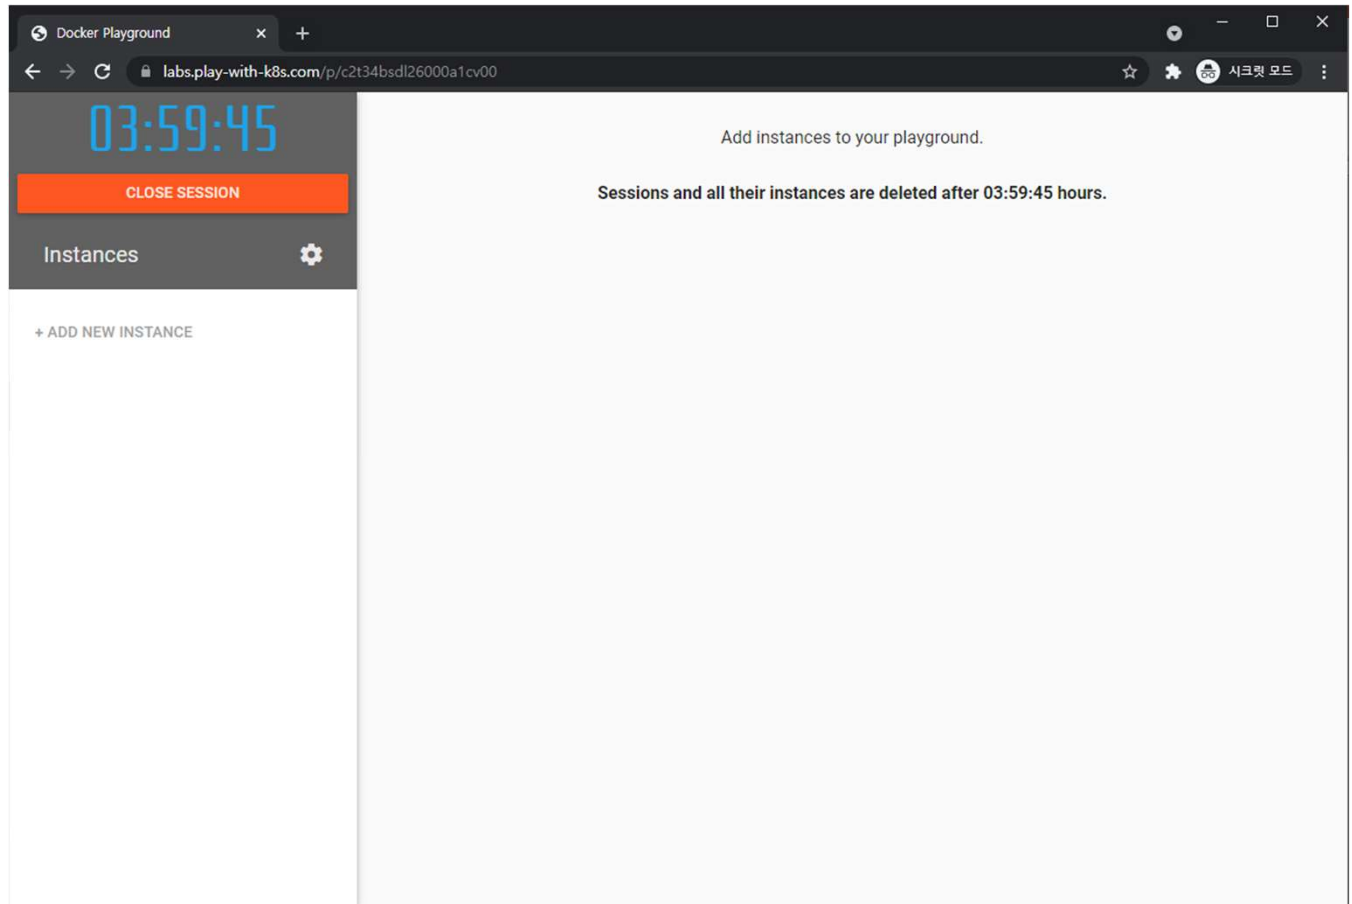 Docker Playground
labs.play-with-k8s.com/p/c2t34bsdl26000a1cv00
시크릿 모드
03:59:45
CLOSE SESSION
Instances
+ ADD NEW INSTANCE
Add instances to your playground.
Sessions and all their instances are deleted after 03:59:45 hours.